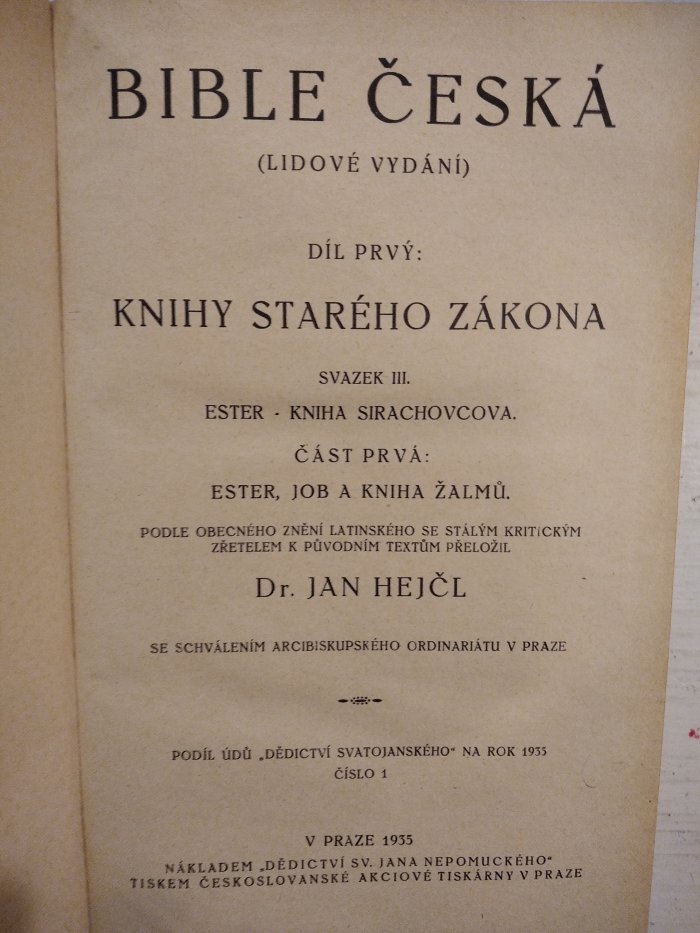 BIBLE ČESKÁ
(LIDOVÉ VYDÁNÍ)
DÍL PRVÝ:
KNIHY STARÉHO ZÁKONA
SVAZEK III.
ESTER - KNIHA SIRACHOVCOVA.
ČÁST PRVÁ:
ESTER, JOB A KNIHA ŽALMŮ.
PODLE OBECNÉHO ZNĚNÍ LATINSKÉHO SE STÁLÝM KRITICKÝM
ZŘETELEM K PŮVODNÍM TEXTŮM PŘELOŽIL
Dr. JAN HEJČL
SE SCHVÁLENÍM ARCIBISKUPSKÉHO ORDINARIÁTU V PRAZE
PODÍL ÚDŮ „DĚDICTVÍ SVATOJANSKÉHO“ NA ROK 1935
ČÍSLO 1
V PRAZE 1935
NÁKLADEM „DĚDICTVÍ SV. JANA NEPOMUCKÉHO“
TISKEM ČESKOSLOVANSKÉ AKCIOVÉ TISKÁRNY V PRAZE